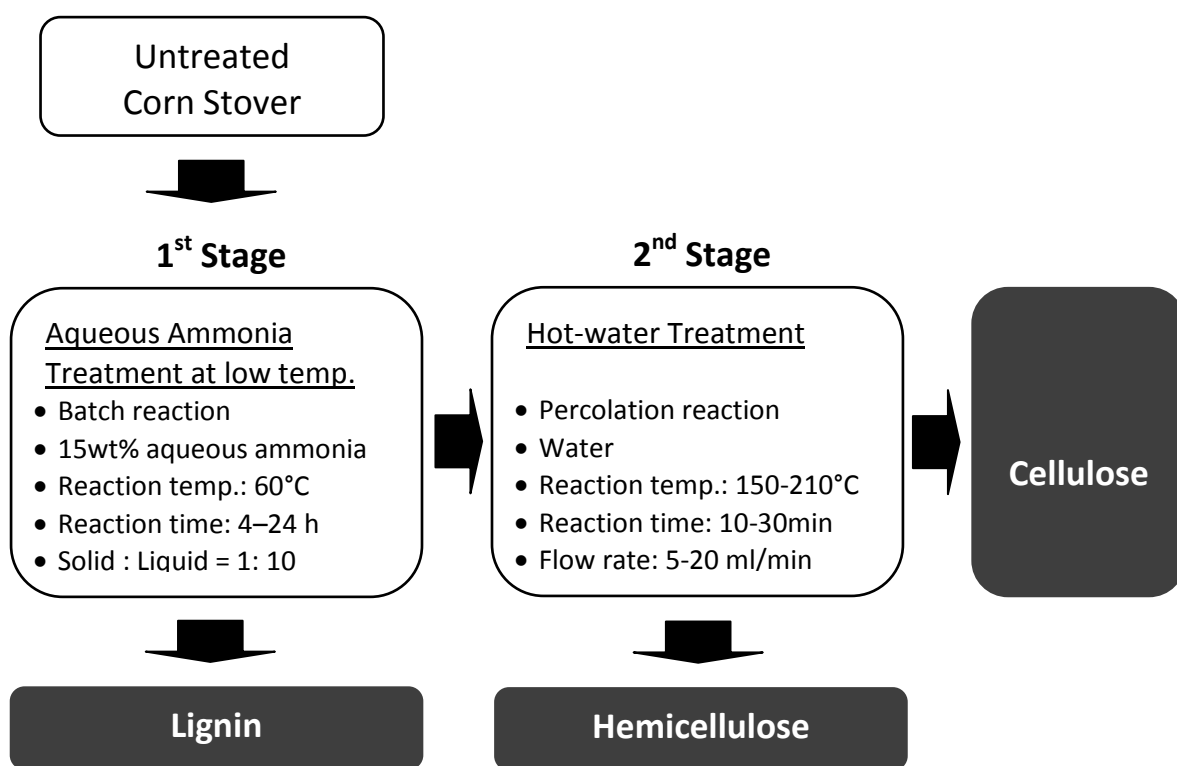 Untreated
Corn Stover
1st Stage
Aqueous Ammonia
Treatment at low temp.
• Batch reaction
• 15wt% aqueous ammonia
• Reaction temp.: 60°C
• Reaction time: 4–24 h
• Solid : Liquid = 1: 10
2nd Stage
Hot-water Treatment
• Percolation reaction
• Water
• Reaction temp.: 150-210°C
• Reaction time: 10-30min
• Flow rate: 5-20 ml/min
Cellulose
Lignin
Hemicellulose